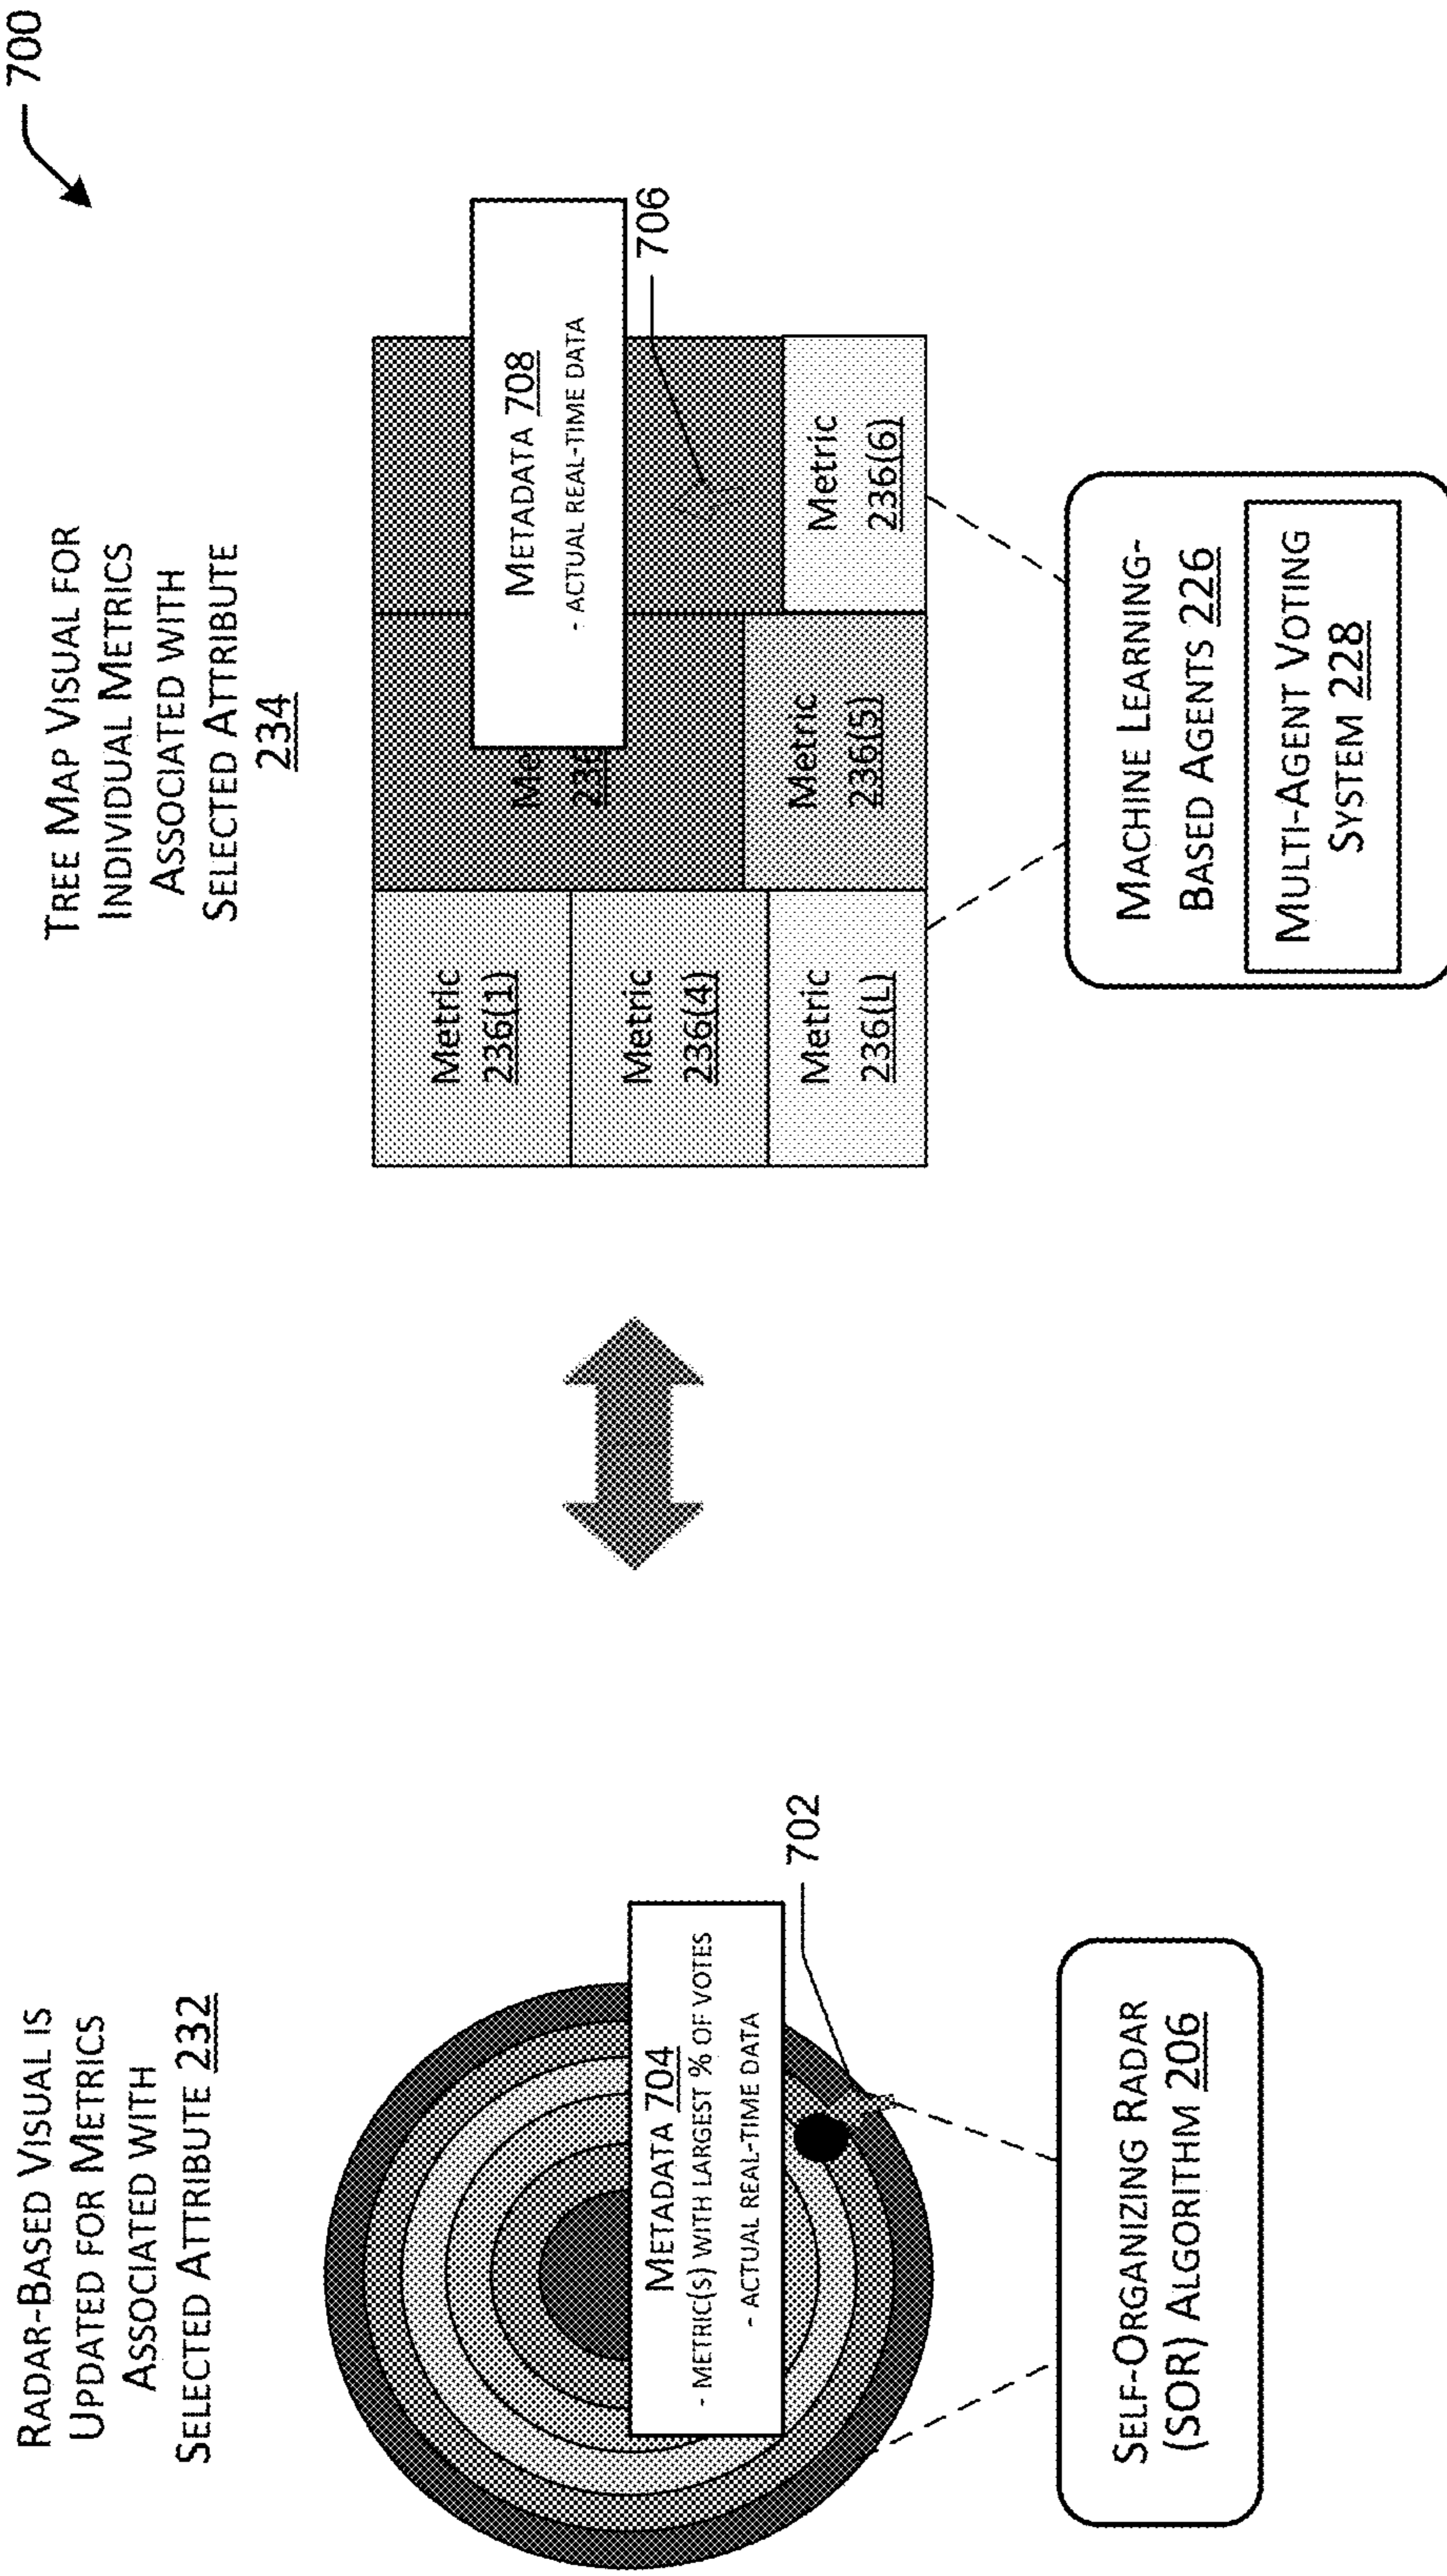 700
RADAR-BASED VISUAL IS
UPDATED FOR METRICS
ASSOCIATED WITH
SELECTED ATTRIBUTE 232
METADATA 704
- METRIC(S) WITH LARGEST % OF VOTES
- ACTUAL REAL-TIME DATA
702
SELF-ORGANIZING RADAR
(SOR) ALGORITHM 206
TREE MAP VISUAL FOR
INDIVIDUAL METRICS
ASSOCIATED WITH
SELECTED ATTRIBUTE
234
METADATA 708
- ACTUAL REAL-TIME DATA
706
Metric
236(1)
Metric
236(4)
Metric
236(L)
Metric
236(5)
Metric
236(6)
MACHINE LEARNING-
BASED AGENTS 226
MULTI-AGENT VOTING
SYSTEM 228